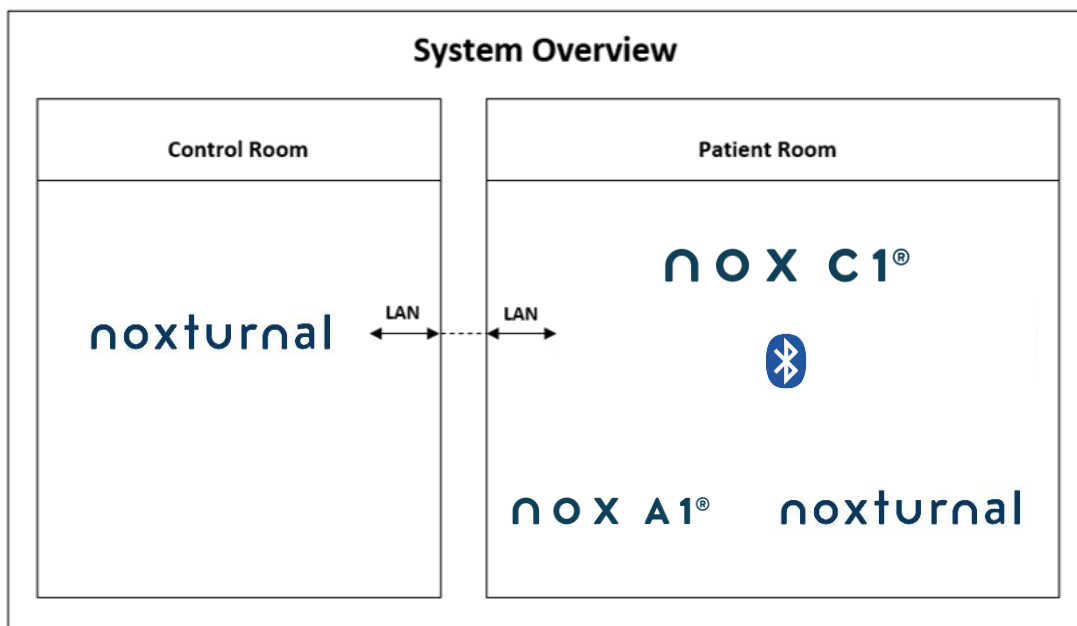 System Overview
Control Room
Patient Room
nox C1®
noxturnal
LAN
LAN
nox A1®
noxturnal